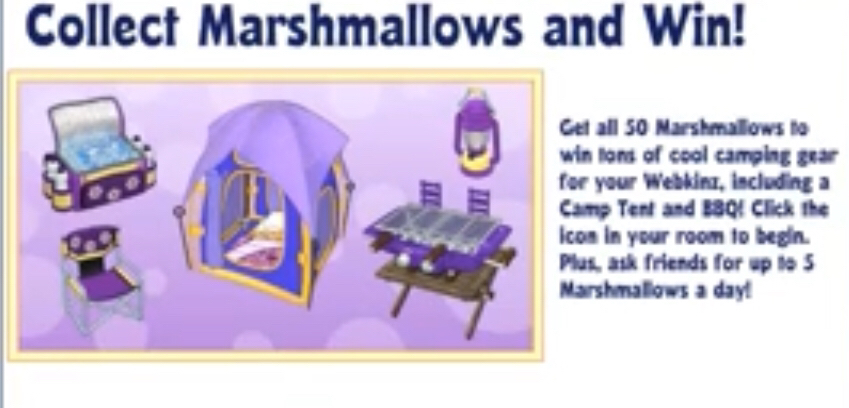 Collect Marshmallows and Win!
Get all 50 Marshmallows to
win tons of cool camping gear
for your Webkinz, including a
Camp Tent and BBQ! Click the
icon in your room to begin.
Plus, ask friends for up to 5
Marshmallows a day!